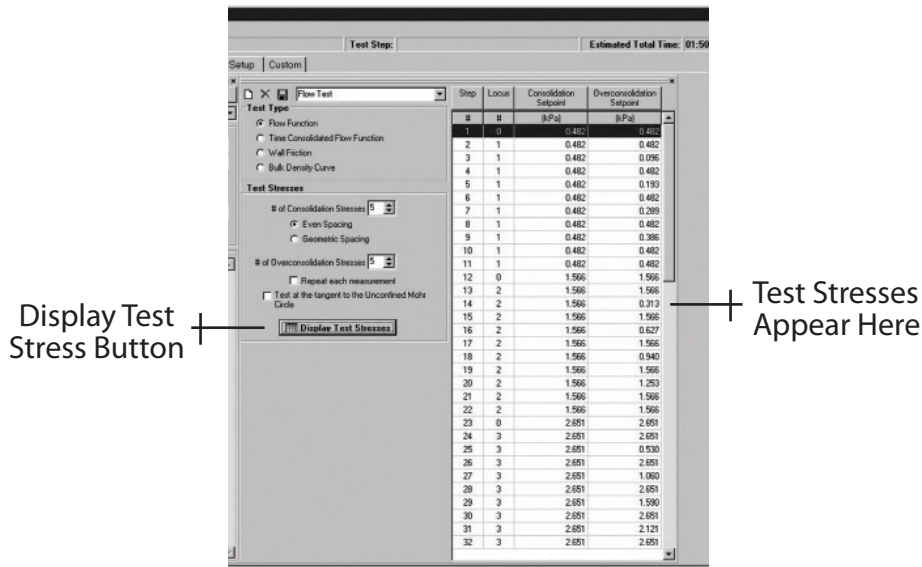 Test Step:
Estimated Total Time: 01:50
Setup
Custom
Flow Test
Test Type
Flow Function
Time Consolidated Flow Function
Wall Friction
Bulk Density Curve
Test Stresses
# of Consolidation Stresses 5
Even Spacing
Geometric Spacing
# of Overconsolidation Stresses 5
Repeat each measurement
Test at the tangent to the Unconfined Mohr
Circle
Display Test Stresses
Display Test
Stress Button
Step Locus Consolidation Setpoint Overconsolidation Setpoint
# # (kPa) (kPa)
1 0 0.482 0.482
2 1 0.482 0.482
3 1 0.482 0.096
4 1 0.482 0.482
5 1 0.482 0.193
6 1 0.482 0.482
7 1 0.482 0.289
8 1 0.482 0.482
9 1 0.482 0.386
10 1 0.482 0.482
11 1 0.482 0.482
12 0 1.566 1.566
13 2 1.566 1.566
14 2 1.566 0.313
15 2 1.566 1.566
16 2 1.566 0.627
17 2 1.566 1.566
18 2 1.566 0.940
19 2 1.566 1.566
20 2 1.566 1.253
21 2 1.566 1.566
22 2 1.566 1.566
23 0 2.651 2.651
24 3 2.651 2.651
25 3 2.651 0.530
26 3 2.651 2.651
27 3 2.651 1.060
28 3 2.651 2.651
29 3 2.651 1.590
30 3 2.651 2.651
31 3 2.651 2.121
32 3 2.651 2.651
Test Stresses
Appear Here